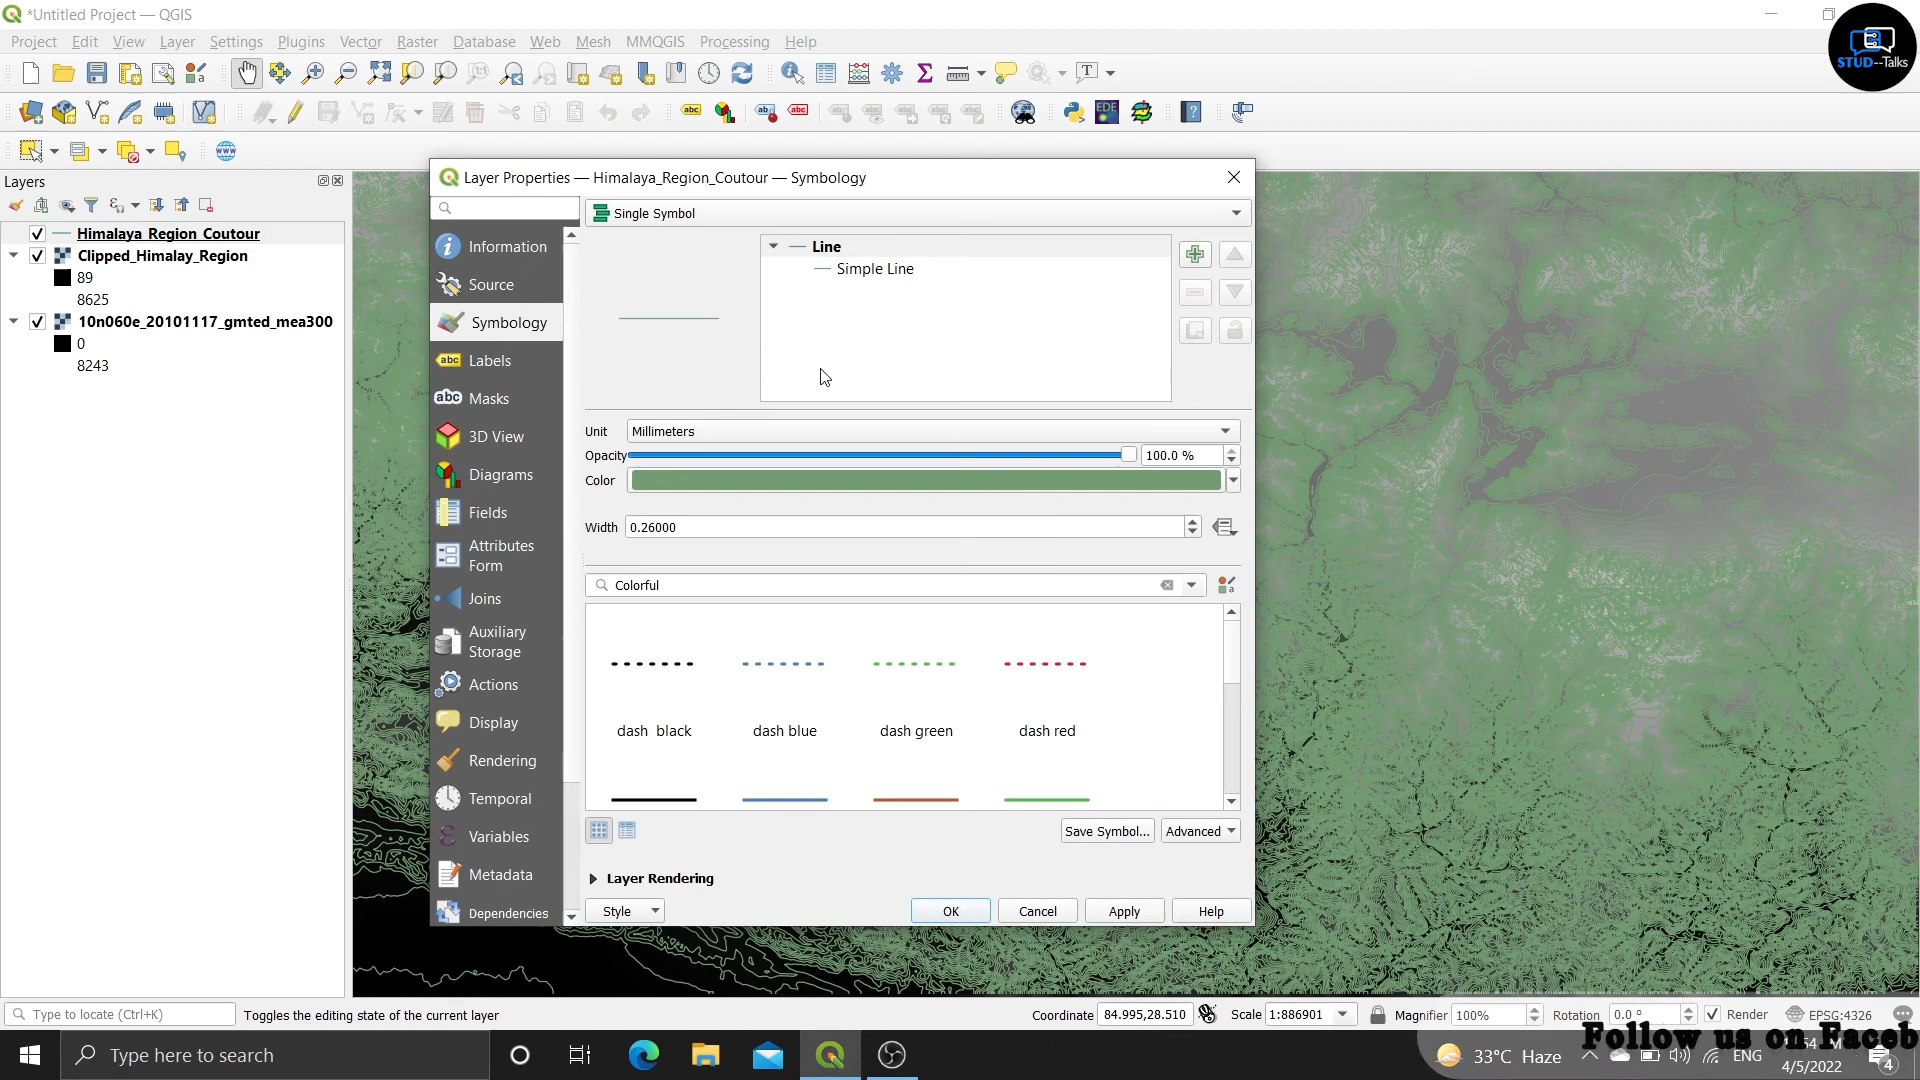 *Untitled Project — QGIS
Project Edit View Layer Settings Plugins Vector Raster Database Web Mesh MMQGIS Processing Help
STUD--Talks
Layers
Himalaya_Region_Coutour
Clipped_Himalay_Region
89
8625
10n060e_20101117_gmted_mea300
0
8243
Layer Properties — Himalaya_Region_Coutour — Symbology
Information
Source
Symbology
Labels
Masks
3D View
Diagrams
Fields
Attributes
Form
Joins
Auxiliary
Storage
Actions
Display
Rendering
Temporal
Variables
Metadata
Dependencies
Single Symbol
Line
Simple Line
Unit Millimeters
Opacity 100.0 %
Color
Width 0.26000
Colorful
dash  black dash blue dash green dash red
Save Symbol... Advanced
Layer Rendering
Style OK Cancel Apply Help
Type to locate (Ctrl+K) Toggles the editing state of the current layer Coordinate 84.995,28.510 Scale 1:886901 Magnifier 100% Rotation 0.0 ° Render EPSG:4326
Follow us on Faceb
Type here to search 33°C Haze ENG
4/5/2022 4